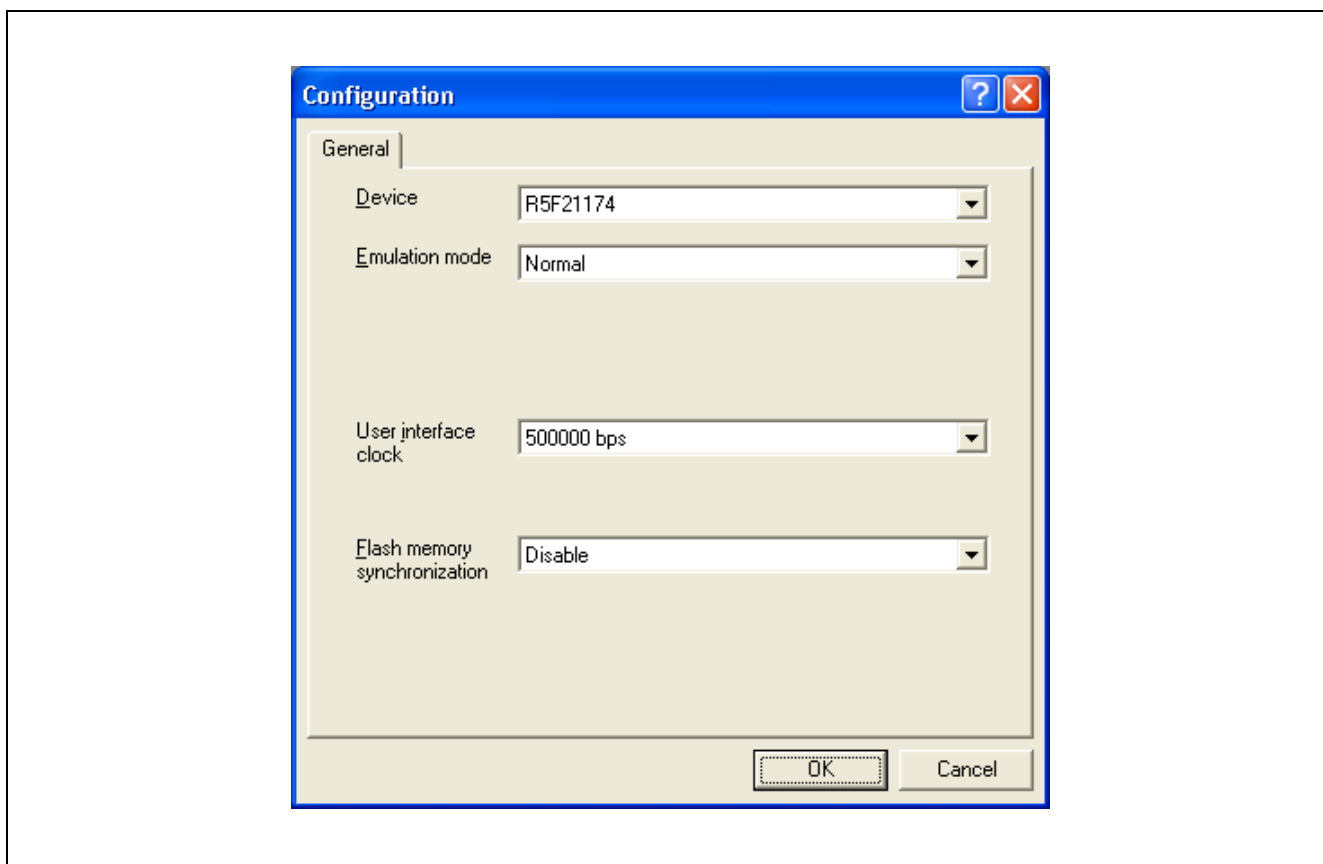 Configuration
General
Device
R5F21174
Emulation mode
Normal
User interface
clock
500000 bps
Flash memory
synchronization
Disable
OK
Cancel